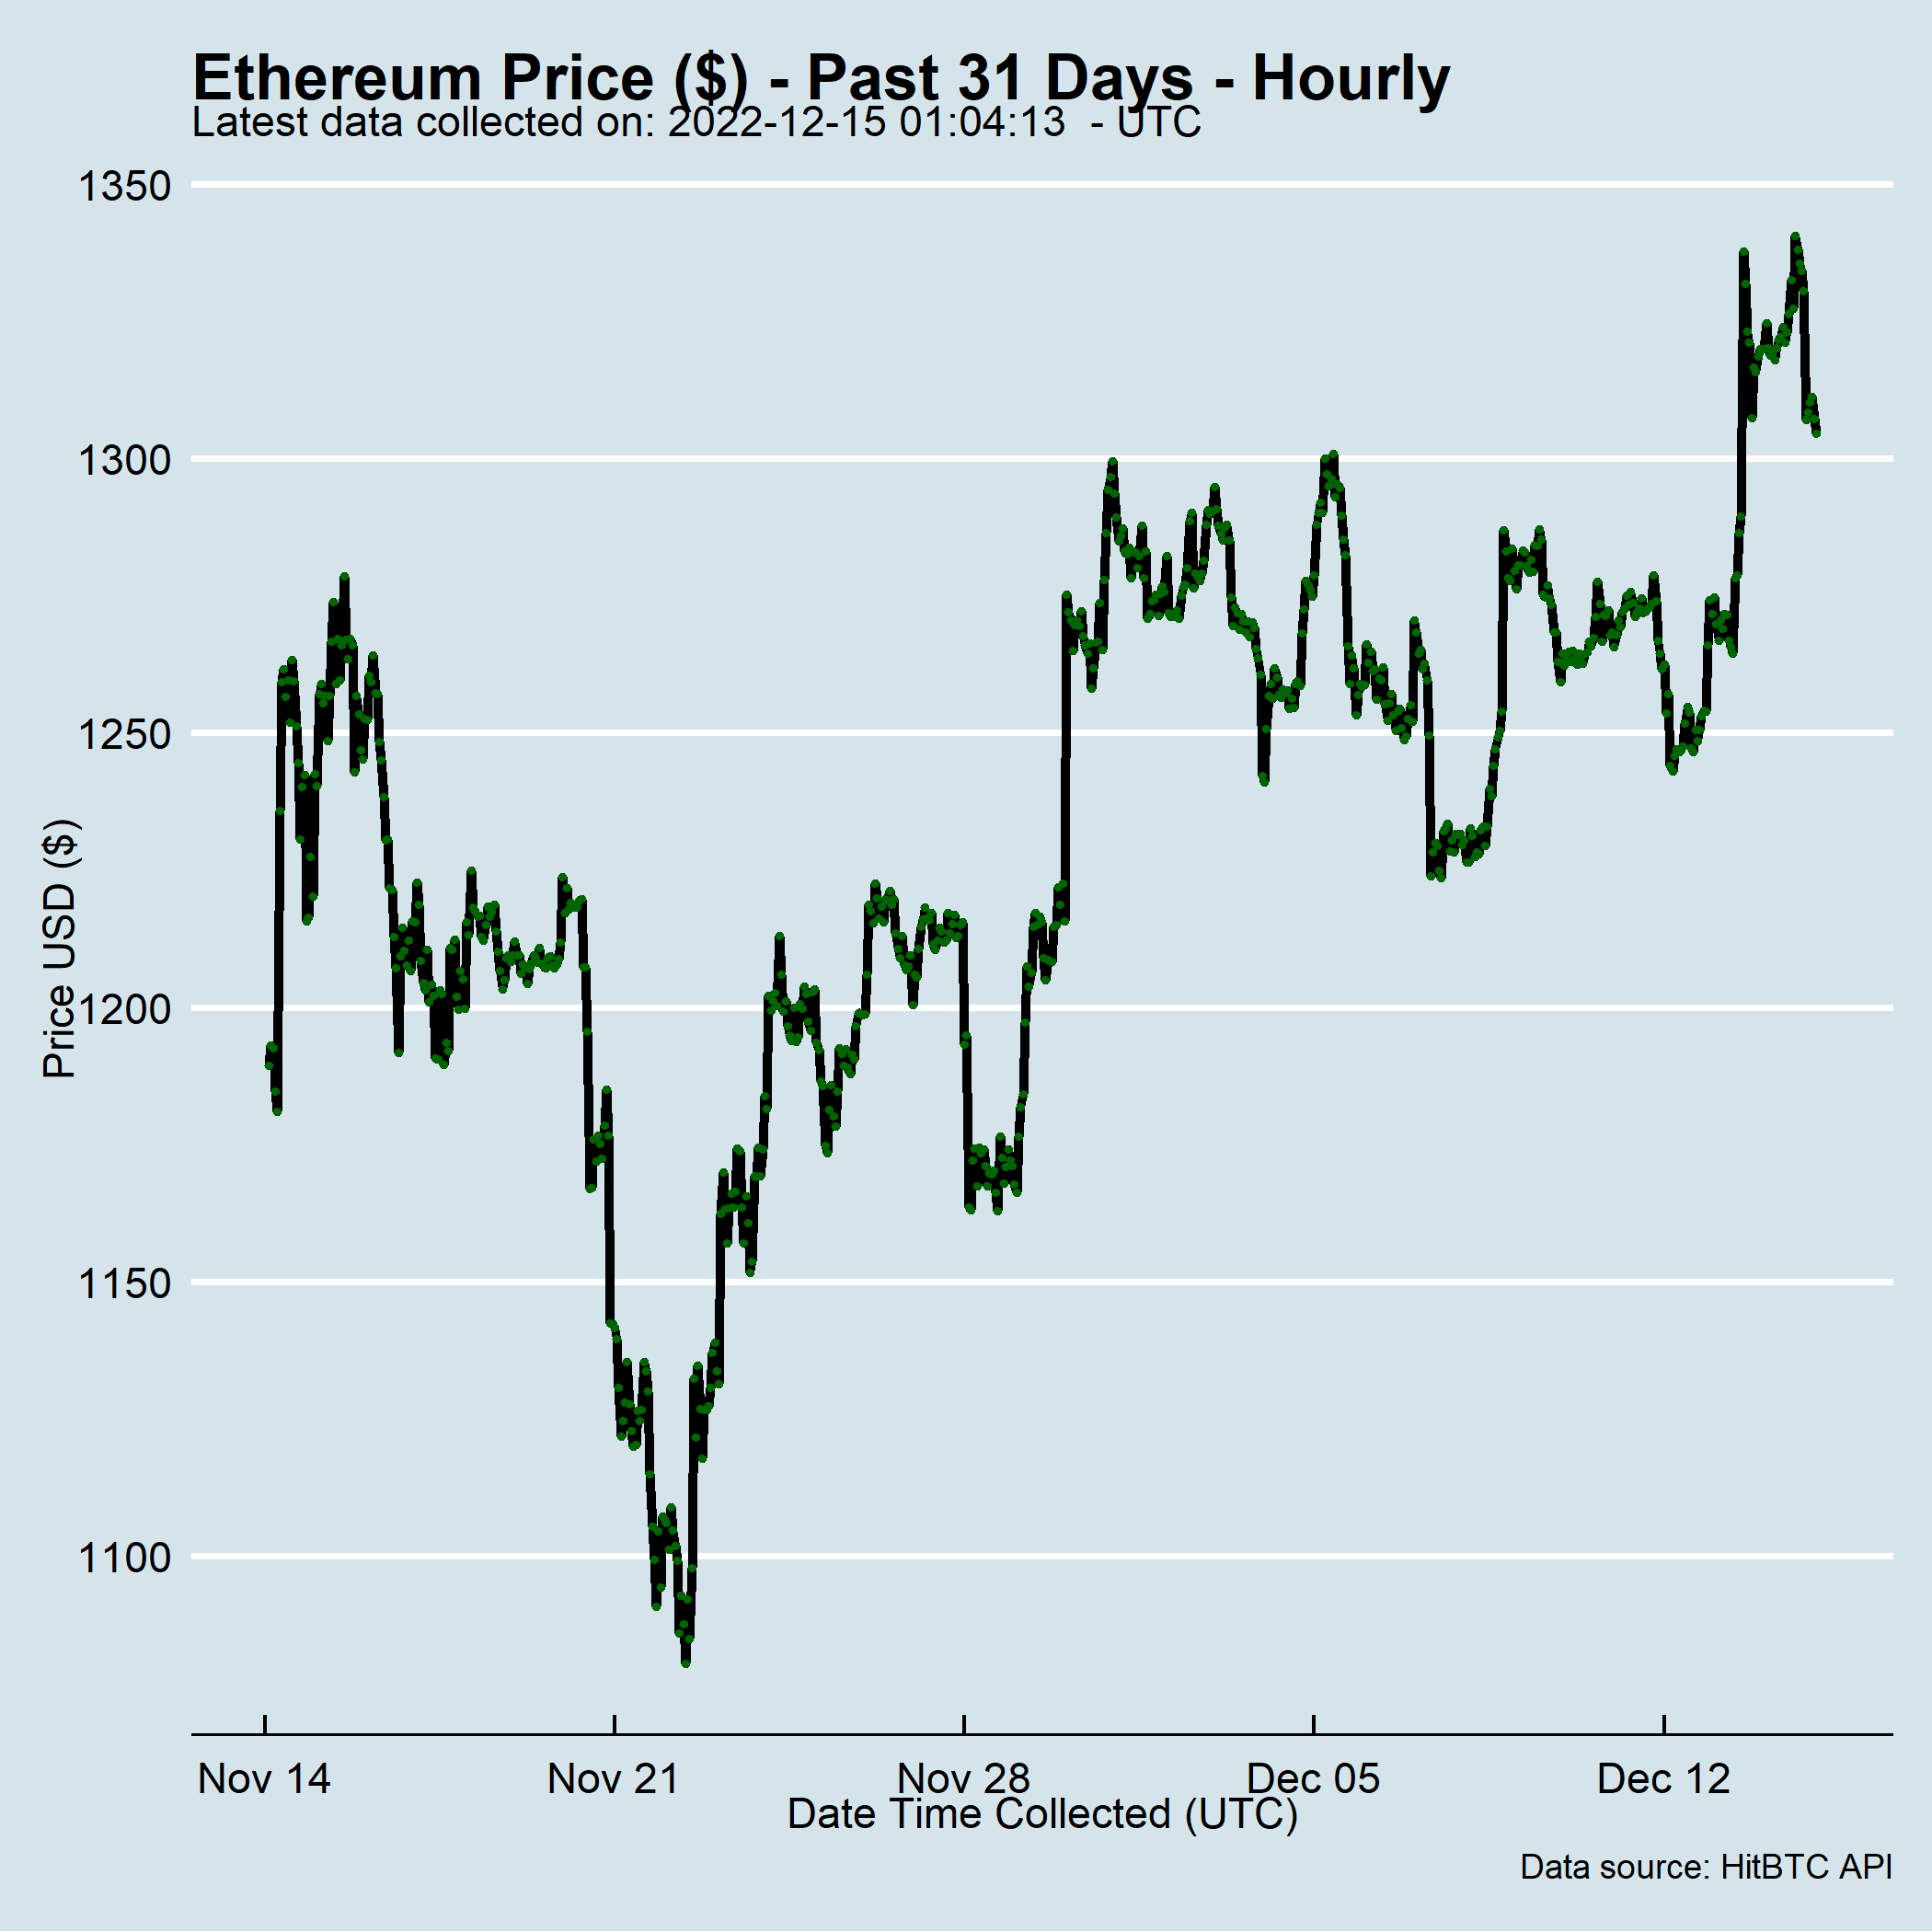 Ethereum Price ($) - Past 31 Days - Hourly
Latest data collected on: 2022-12-15 01:04:13  - UTC
1350
1300
1250
1200
1150
1100
Price USD ($)
Nov 14
Nov 21
Nov 28
Dec 05
Dec 12
Date Time Collected (UTC)
Data source: HitBTC API